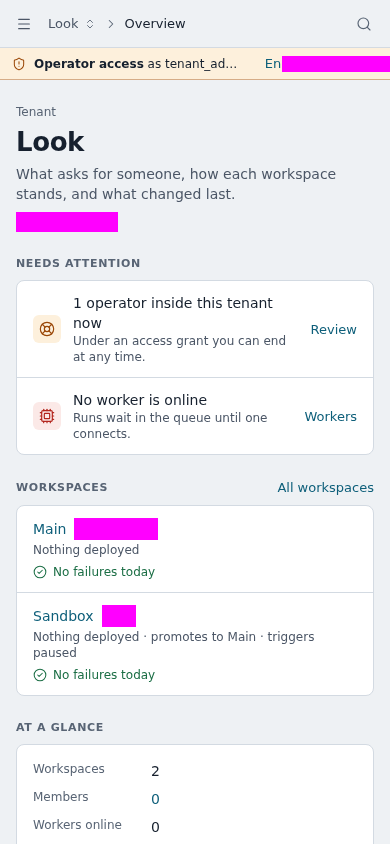 Look
Overview
Operator access as tenant_ad… En
Tenant
Look
What asks for someone, how each workspace
stands, and what changed last.
NEEDS ATTENTION
1 operator inside this tenant
now
Under an access grant you can end
at any time.
Review
No worker is online
Runs wait in the queue until one
connects.
Workers
WORKSPACES
All workspaces
Main
Nothing deployed
No failures today
Sandbox
Nothing deployed · promotes to Main · triggers
paused
No failures today
AT A GLANCE
Workspaces 2
Members 0
Workers online 0